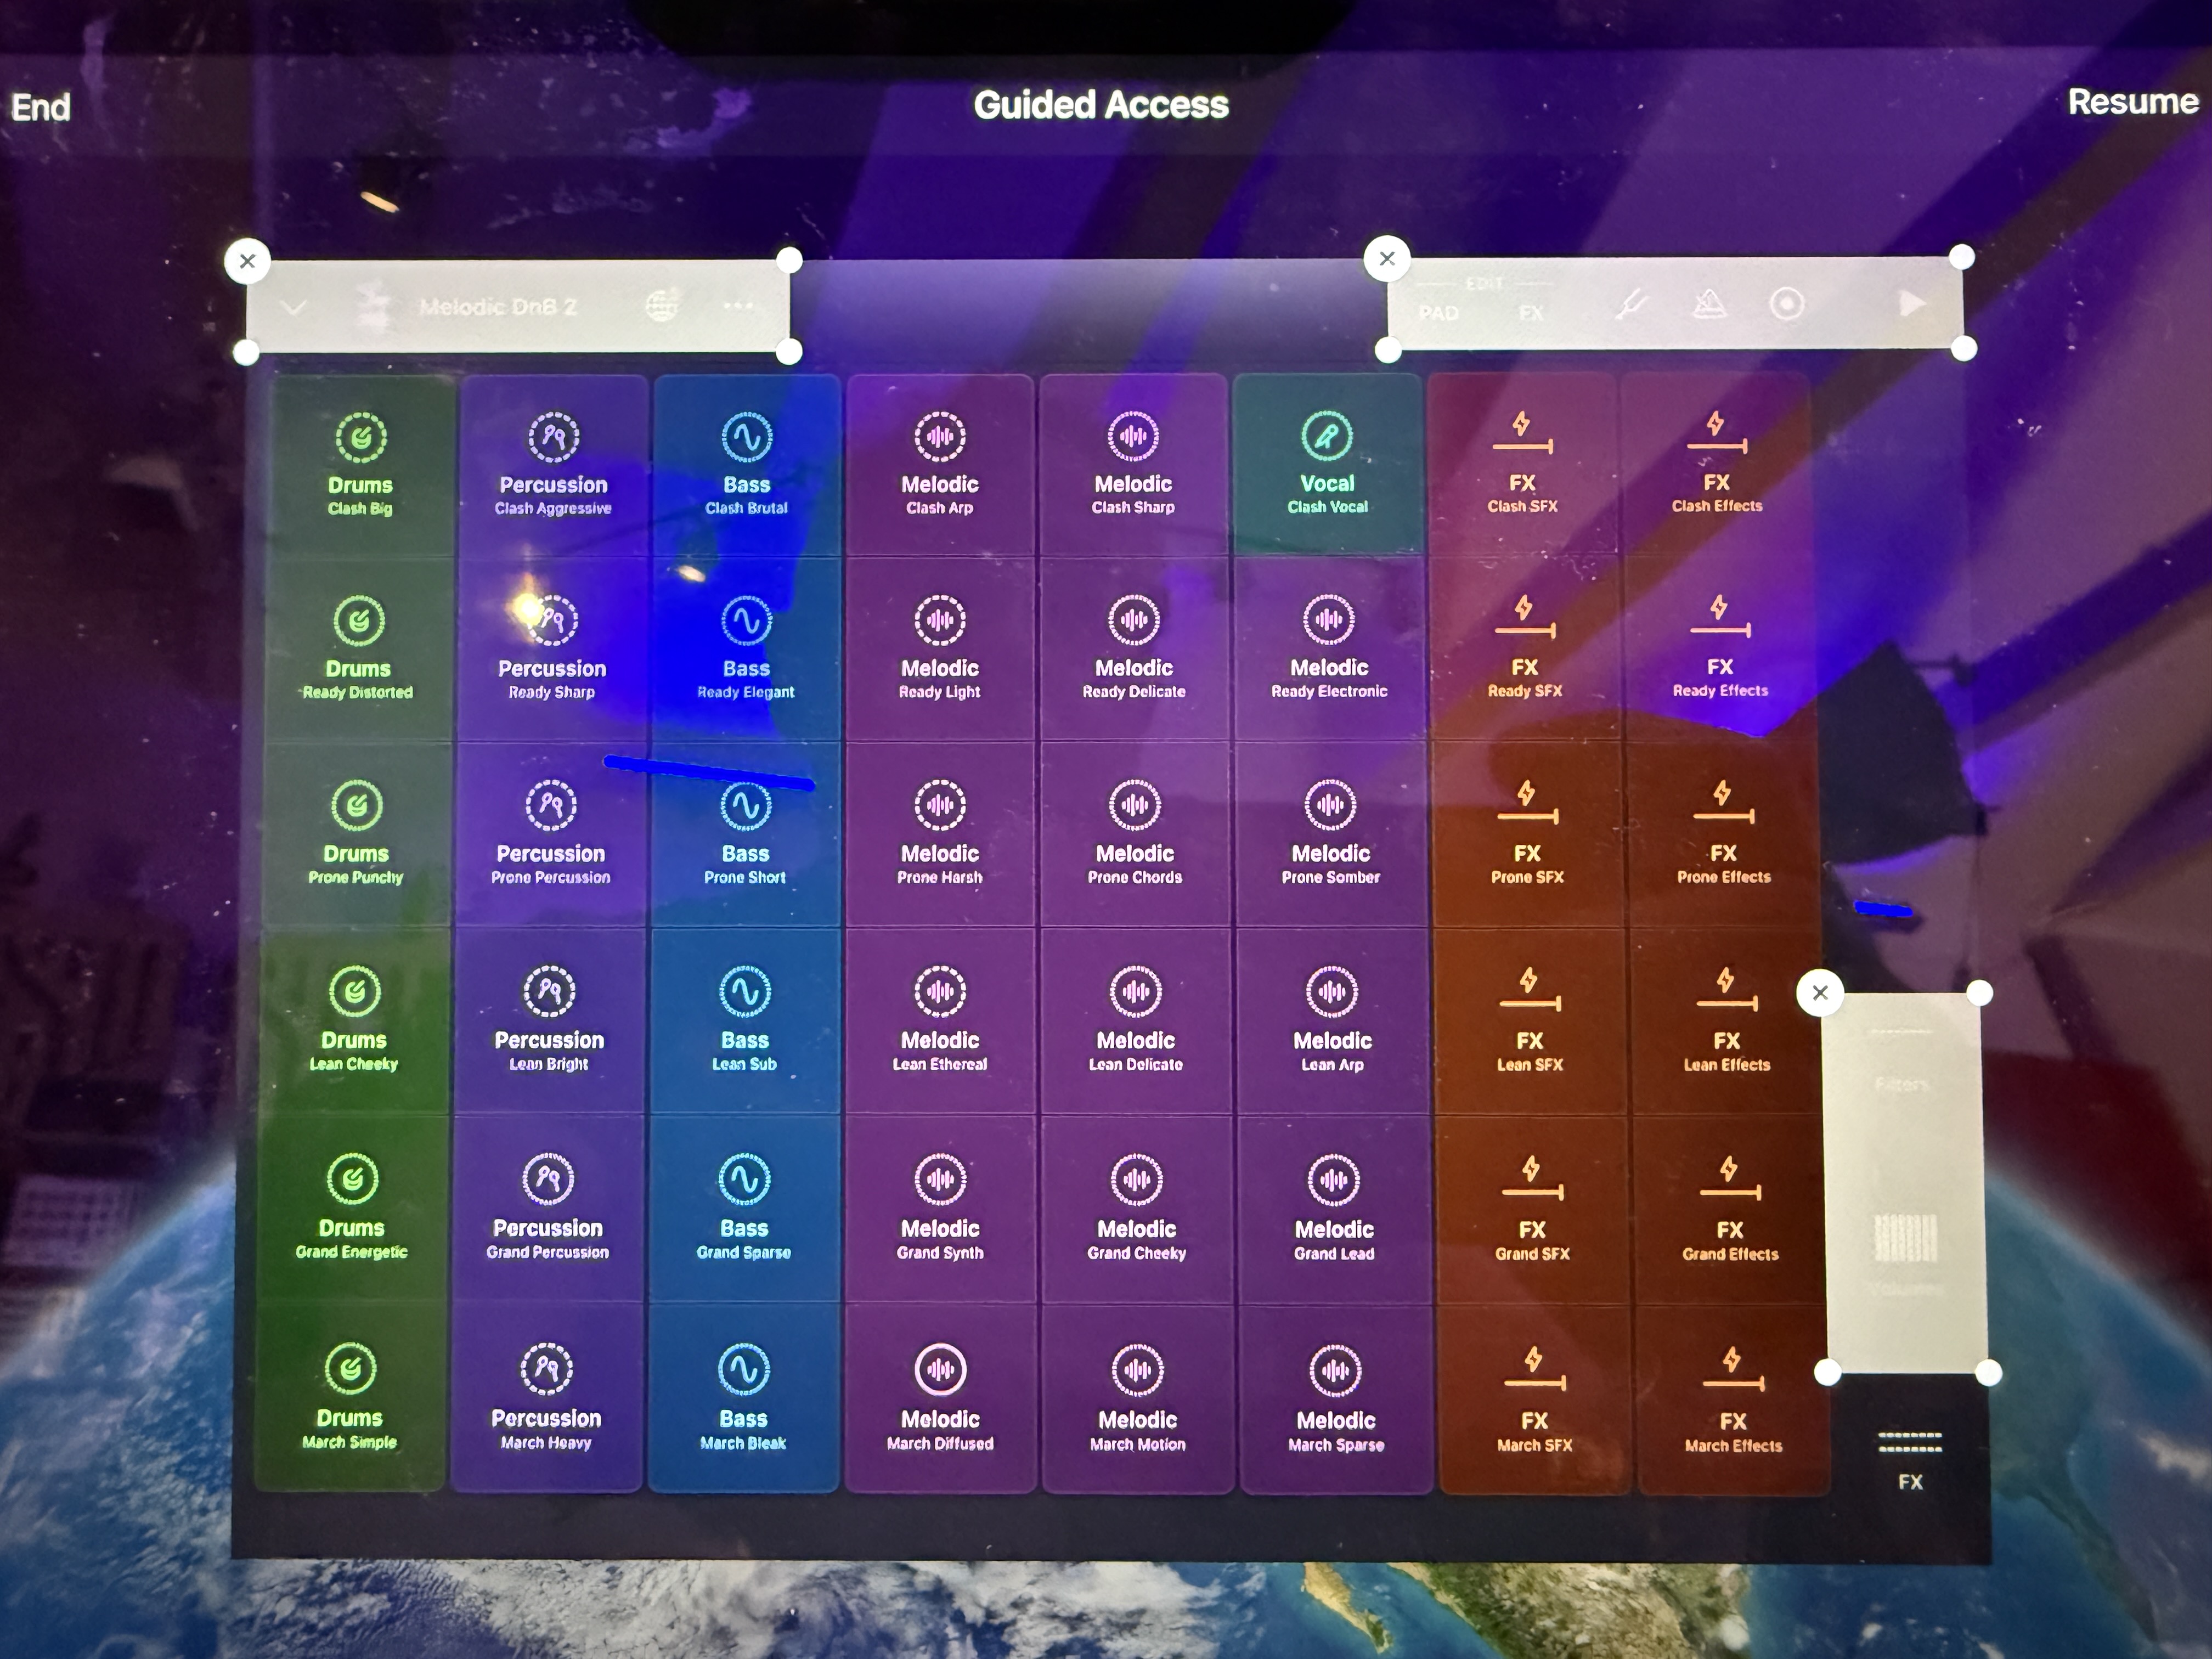 End
Guided Access
Resume
Melodic DnB 2
EDIT
PAD FX
Drums
Clash Big
Percussion
Clash Aggressive
Bass
Clash Brutal
Melodic
Clash Arp
Melodic
Clash Sharp
Vocal
Clash Vocal
FX
Clash SFX
FX
Clash Effects
Drums
Ready Distorted
Percussion
Ready Sharp
Bass
Ready Elegant
Melodic
Ready Light
Melodic
Ready Delicate
Melodic
Ready Electronic
FX
Ready SFX
FX
Ready Effects
Drums
Prone Punchy
Percussion
Prone Percussion
Bass
Prone Short
Melodic
Prone Harsh
Melodic
Prone Chords
Melodic
Prone Somber
FX
Prone SFX
FX
Prone Effects
Drums
Lean Cheeky
Percussion
Lean Bright
Bass
Lean Sub
Melodic
Lean Ethereal
Melodic
Lean Delicate
Melodic
Lean Arp
FX
Lean SFX
FX
Lean Effects
Filters
Drums
Grand Energetic
Percussion
Grand Percussion
Bass
Grand Sparse
Melodic
Grand Synth
Melodic
Grand Cheeky
Melodic
Grand Lead
FX
Grand SFX
FX
Grand Effects
Volumes
Drums
March Simple
Percussion
March Heavy
Bass
March Bleak
Melodic
March Diffused
Melodic
March Motion
Melodic
March Sparse
FX
March SFX
FX
March Effects
FX